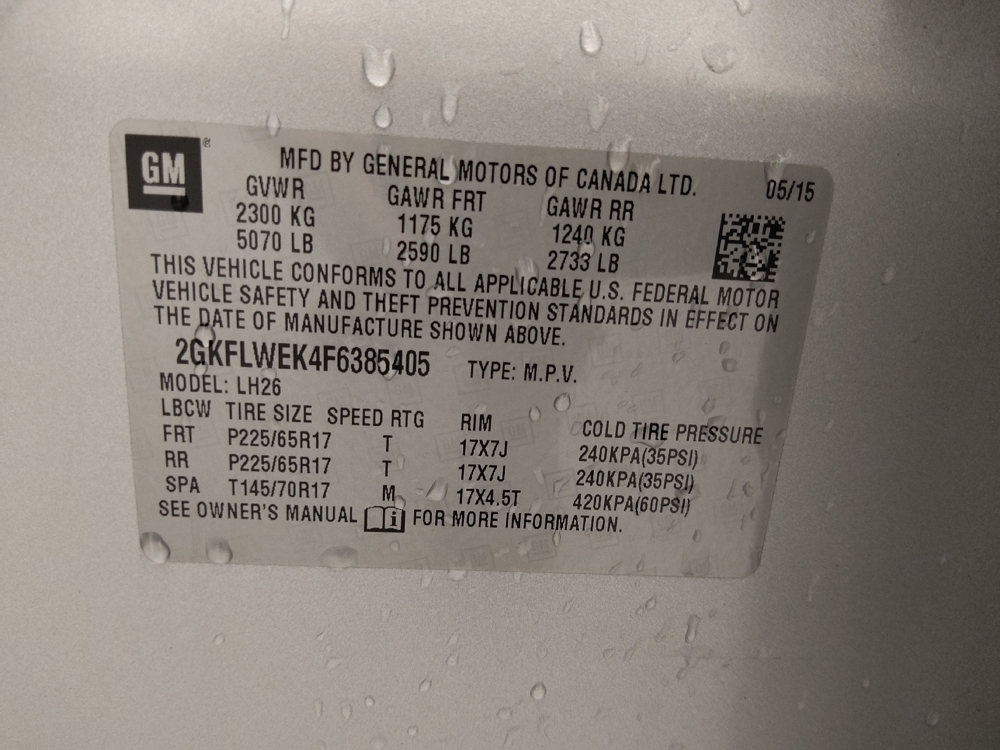 GM ®
MFD BY GENERAL MOTORS OF CANADA LTD. 05/15
GVWR GAWR FRT GAWR RR
2300 KG 1175 KG 1240 KG
5070 LB 2590 LB 2733 LB
THIS VEHICLE CONFORMS TO ALL APPLICABLE U.S. FEDERAL MOTOR
VEHICLE SAFETY AND THEFT PREVENTION STANDARDS IN EFFECT ON
THE DATE OF MANUFACTURE SHOWN ABOVE.
2GKFLWEK4F6385405 TYPE: M.P.V.
MODEL: LH26
LBCW TIRE SIZE SPEED RTG RIM COLD TIRE PRESSURE
FRT P225/65R17 T 17X7J 240KPA(35PSI)
RR P225/65R17 T 17X7J 240KPA(35PSI)
SPA T145/70R17 M 17X4.5T 420KPA(60PSI)
SEE OWNER'S MANUAL i FOR MORE INFORMATION.